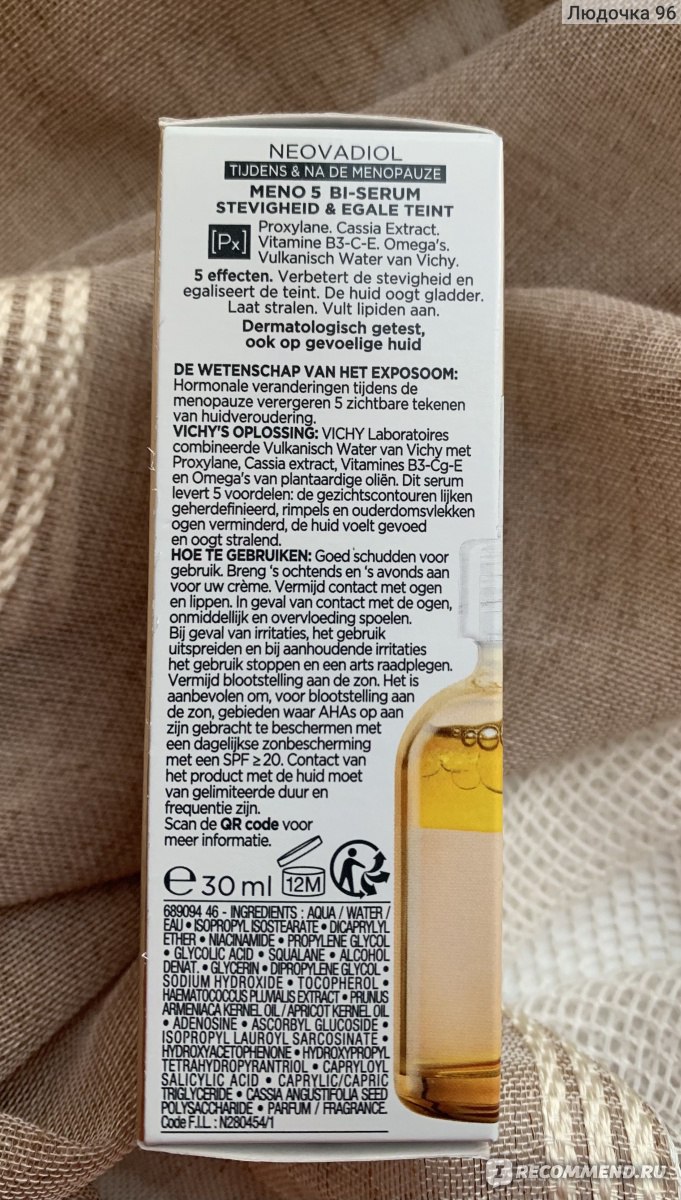 Людочка 96
NEOVADIOL
TIJDENS & NA DE MENOPAUZE
MENO 5 BI-SERUM
STEVIGHEID & EGALE TEINT
[Px]
Proxylane. Cassia Extract.
Vitamine B3-C-E. Omega's.
Vulkanisch Water van Vichy.
5 effecten. Verbetert de stevigheid en
egaliseert de teint. De huid oogt gladder.
Laat stralen. Vult lipiden aan.
Dermatologisch getest,
ook op gevoelige huid
DE WETENSCHAP VAN HET EXPOSOOM:
Hormonale veranderingen tijdens de
menopauze verergeren 5 zichtbare tekenen
van huidveroudering.
VICHY'S OPLOSSING: VICHY Laboratoires
combineerde Vulkanisch Water van Vichy met
Proxylane, Cassia extract, Vitamines B3-Cg-E
en Omega's van plantaardige oliën. Dit serum
levert 5 voordelen: de gezichtscontouren lijken
geherdefinieerd, rimpels en ouderdomsvlekken
ogen verminderd, de huid voelt gevoed
en oogt stralend.
HOE TE GEBRUIKEN: Goed schudden voor
gebruik. Breng 's ochtends en 's avonds aan
voor uw crème. Vermijd contact met ogen
en lippen. In geval van contact met de ogen,
onmiddellijk en overvloeding spoelen.
Bij geval van irritaties, het gebruik
uitspreiden en bij aanhoudende irritaties
het gebruik stoppen en een arts raadplegen.
Vermijd blootstelling aan de zon. Het is
aanbevolen om, voor blootstelling aan
de zon, gebieden waar AHAs op aan
zijn gebracht te beschermen met
een dagelijkse zonbescherming
met een SPF ≥ 20. Contact van
het product met de huid moet
van gelimiteerde duur en
frequentie zijn.
Scan de QR code voor
meer informatie.
℮ 30 ml 12M
689094 46 - INGREDIENTS : AQUA / WATER /
EAU • ISOPROPYL ISOSTEARATE • DICAPRYLYL
ETHER • NIACINAMIDE • PROPYLENE GLYCOL
• GLYCOLIC ACID • SQUALANE • ALCOHOL
DENAT. • GLYCERIN • DIPROPYLENE GLYCOL •
SODIUM HYDROXIDE • TOCOPHEROL •
HAEMATOCOCCUS PLUVIALIS EXTRACT • PRUNUS
ARMENIACA KERNEL OIL / APRICOT KERNEL OIL
• ADENOSINE • ASCORBYL GLUCOSIDE •
ISOPROPYL LAUROYL SARCOSINATE •
HYDROXYACETOPHENONE • HYDROXYPROPYL
TETRAHYDROPYRANTRIOL • CAPRYLOYL
SALICYLIC ACID • CAPRYLIC/CAPRIC
TRIGLYCERIDE • CASSIA ANGUSTIFOLIA SEED
POLYSACCHARIDE • PARFUM / FRAGRANCE.
Code F.I.L : N280454/1
IRECOMMEND.RU